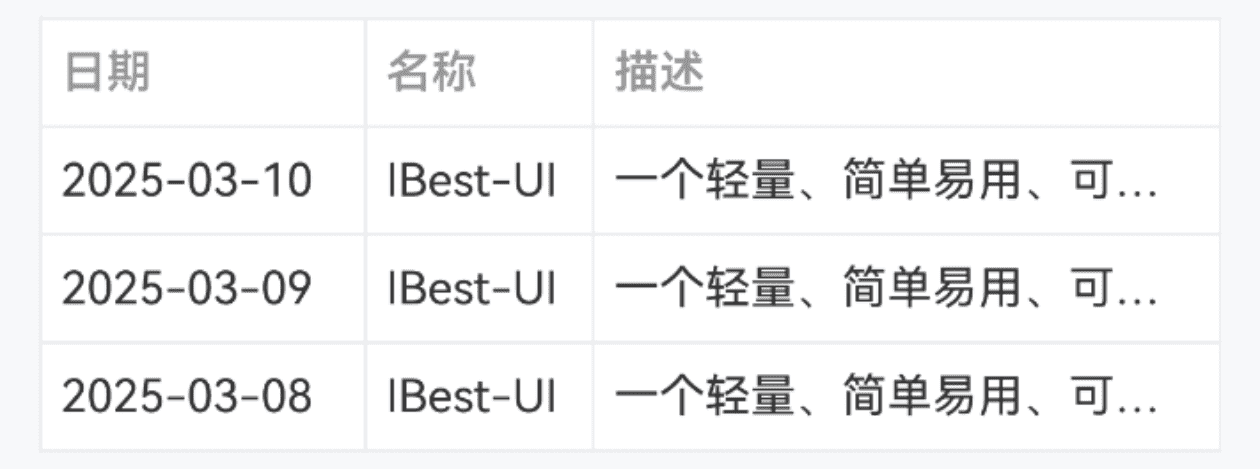 日期 名称 描述
2025-03-10 IBest-UI 一个轻量、简单易用、可...
2025-03-09 IBest-UI 一个轻量、简单易用、可...
2025-03-08 IBest-UI 一个轻量、简单易用、可...